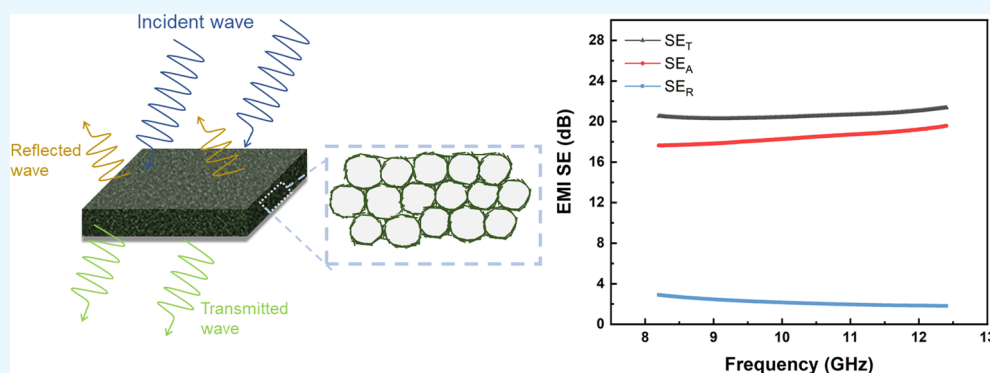 Incident wave
Reflected
wave
Transmitted
wave
EMI SE (dB)
28
24
20
16
12
8
4
0
SE_T
SE_A
SE_R
8 9 10 11 12 13
Frequency (GHz)